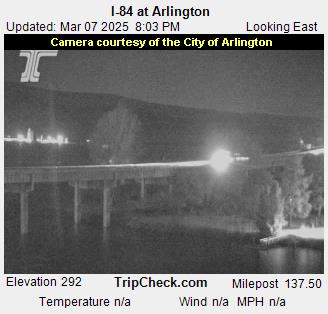 I-84 at Arlington
Updated: Mar 07 2025 8:03 PM Looking East
Camera courtesy of the City of Arlington
Elevation 292 TripCheck.com Milepost 137.50
Temperature n/a Wind n/a MPH n/a